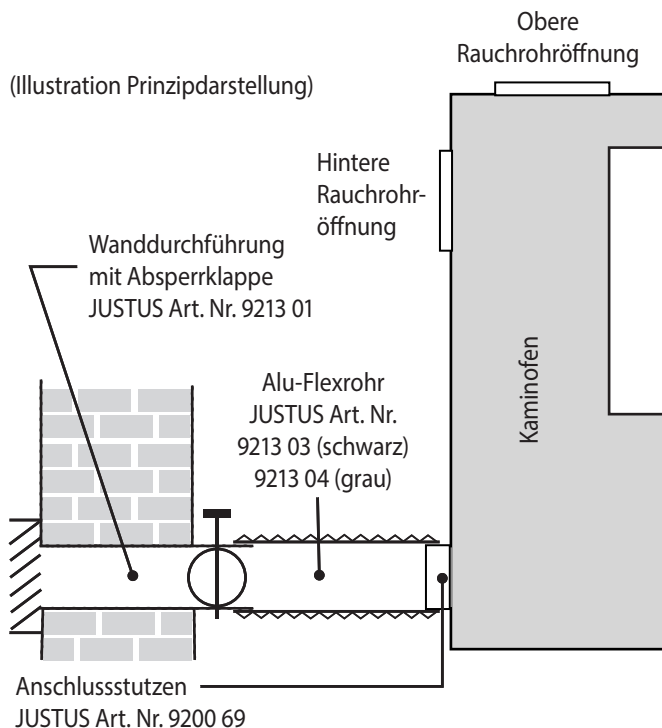 Obere
Rauchrohröffnung
(Illustration Prinzipdarstellung)
Hintere
Rauchrohr-
öffnung
Wanddurchführung
mit Absperrklappe
JUSTUS Art. Nr. 9213 01
Kaminofen
Alu-Flexrohr
JUSTUS Art. Nr.
9213 03 (schwarz)
9213 04 (grau)
Anschlussstutzen
JUSTUS Art. Nr. 9200 69